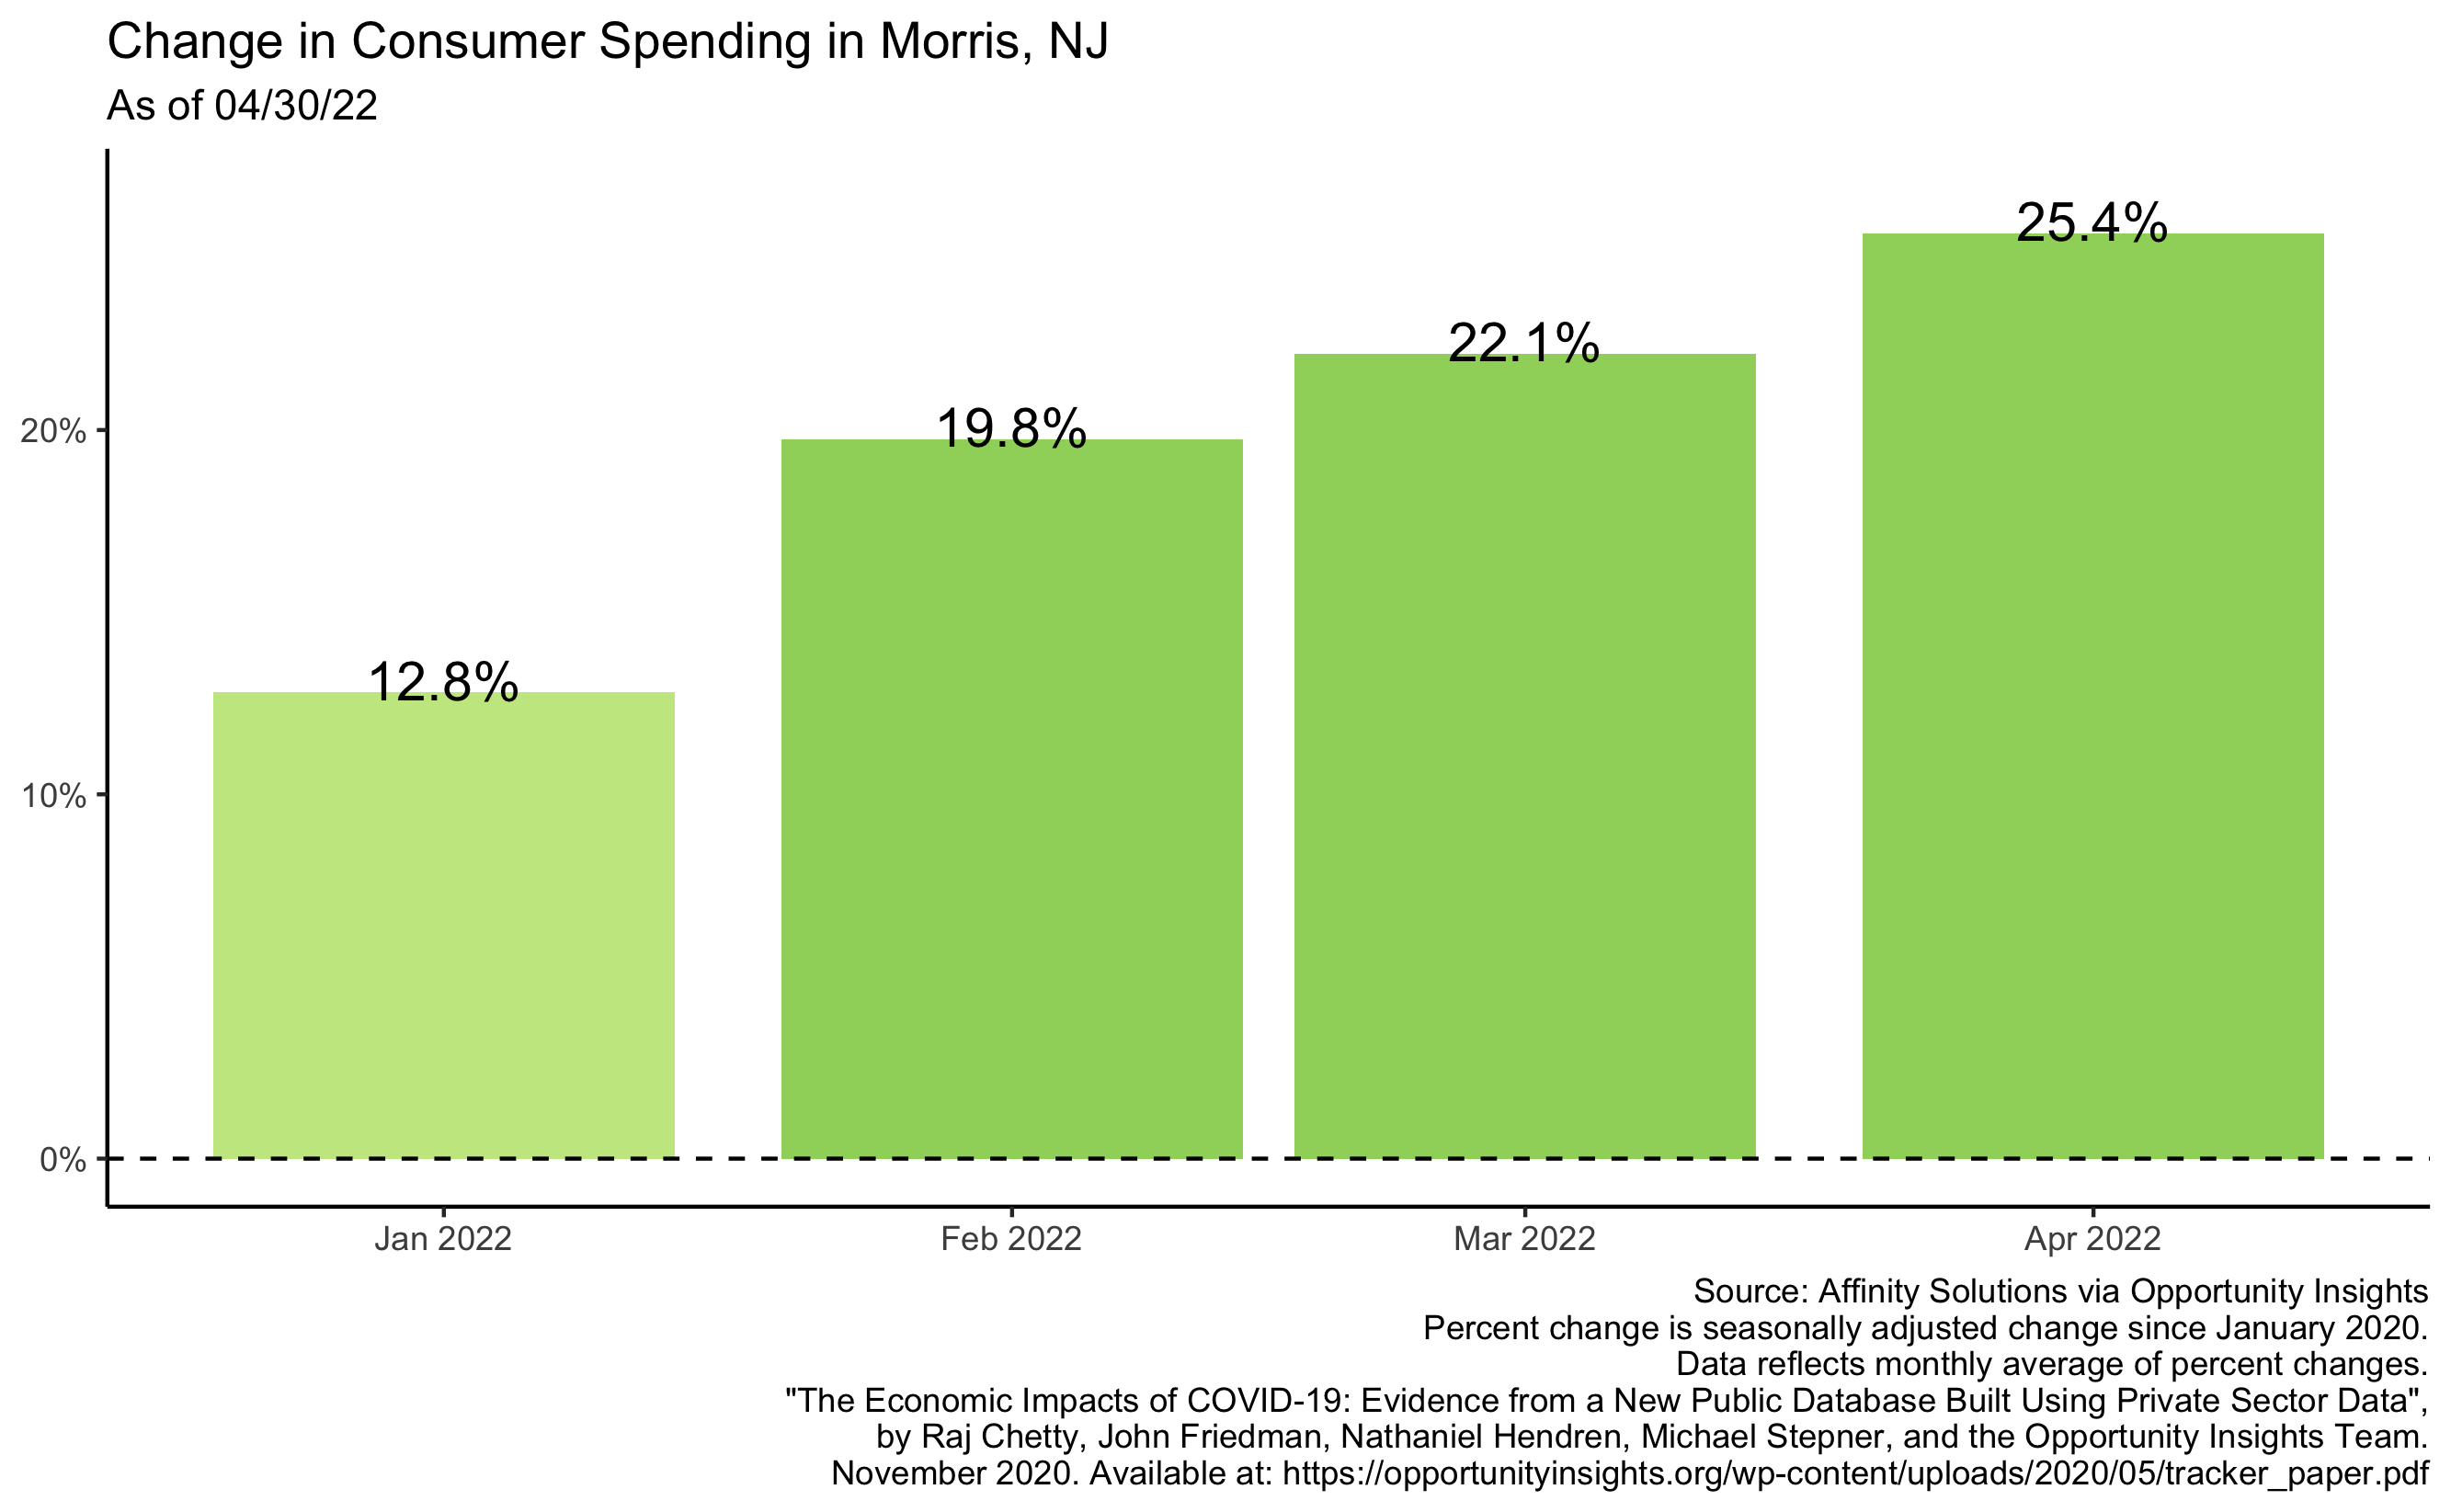 Change in Consumer Spending in Morris, NJ
As of 04/30/22
25.4%
22.1%
20%
19.8%
12.8%
10%
0%
Jan 2022
Feb 2022
Mar 2022
Apr 2022
Source: Affinity Solutions via Opportunity Insights
Percent change is seasonally adjusted change since January 2020.
Data reflects monthly average of percent changes.
"The Economic Impacts of COVID-19: Evidence from a New Public Database Built Using Private Sector Data",
by Raj Chetty, John Friedman, Nathaniel Hendren, Michael Stepner, and the Opportunity Insights Team.
November 2020. Available at: https://opportunityinsights.org/wp-content/uploads/2020/05/tracker_paper.pdf